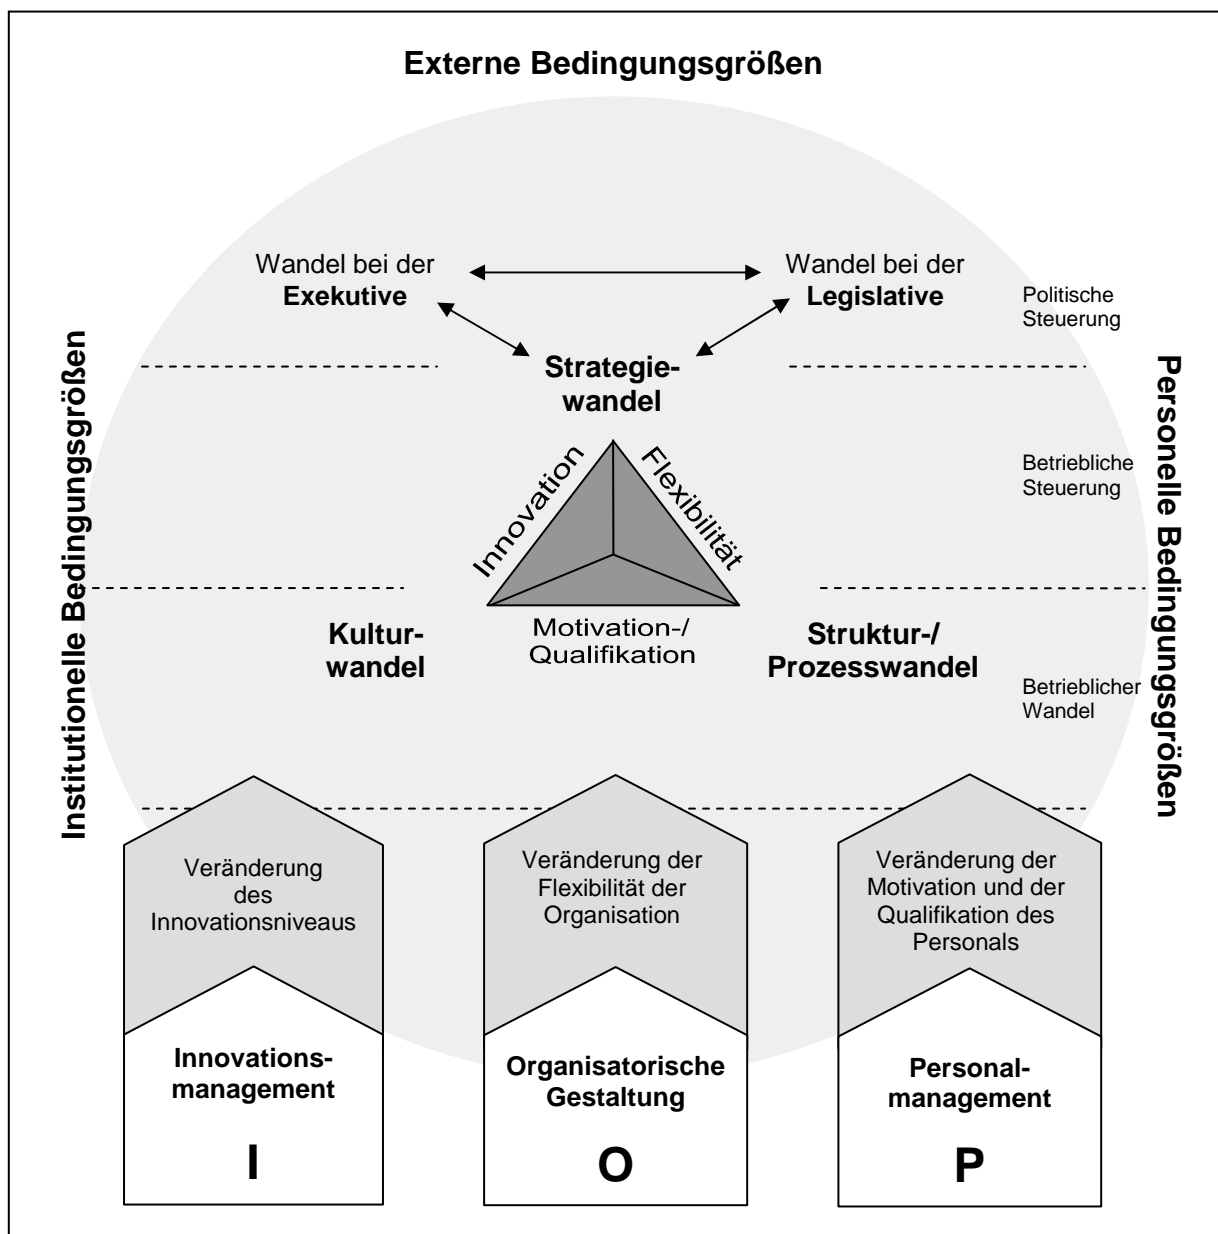 Externe Bedingungsgrößen
Wandel bei der
Exekutive
Wandel bei der
Legislative
Politische
Steuerung
Strategie-
wandel
Institutionelle Bedingungsgrößen
Personelle Bedingungsgrößen
Innovation
Flexibilität
Betriebliche
Steuerung
Motivation-/
Qualifikation
Kultur-
wandel
Struktur-/
Prozesswandel
Betrieblicher
Wandel
Veränderung
des
Innovationsniveaus
Veränderung der
Flexibilität der
Organisation
Veränderung der
Motivation und der
Qualifikation des
Personals
Innovations-
management
I
Organisatorische
Gestaltung
O
Personal-
management
P